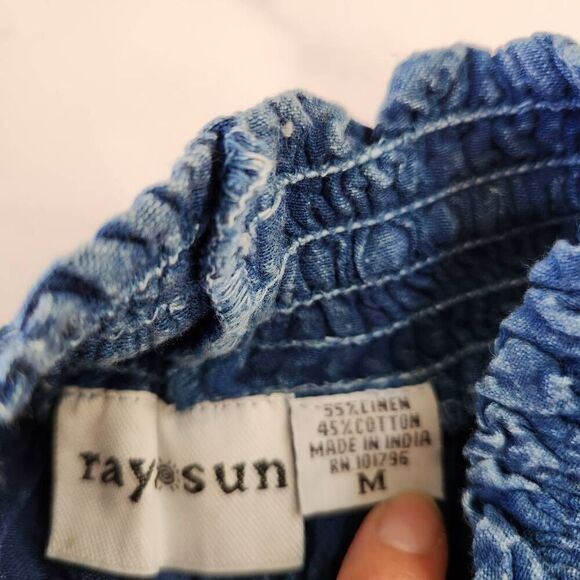 ray sun
55% LINEN
45% COTTON
MADE IN INDIA
RN 101796
M